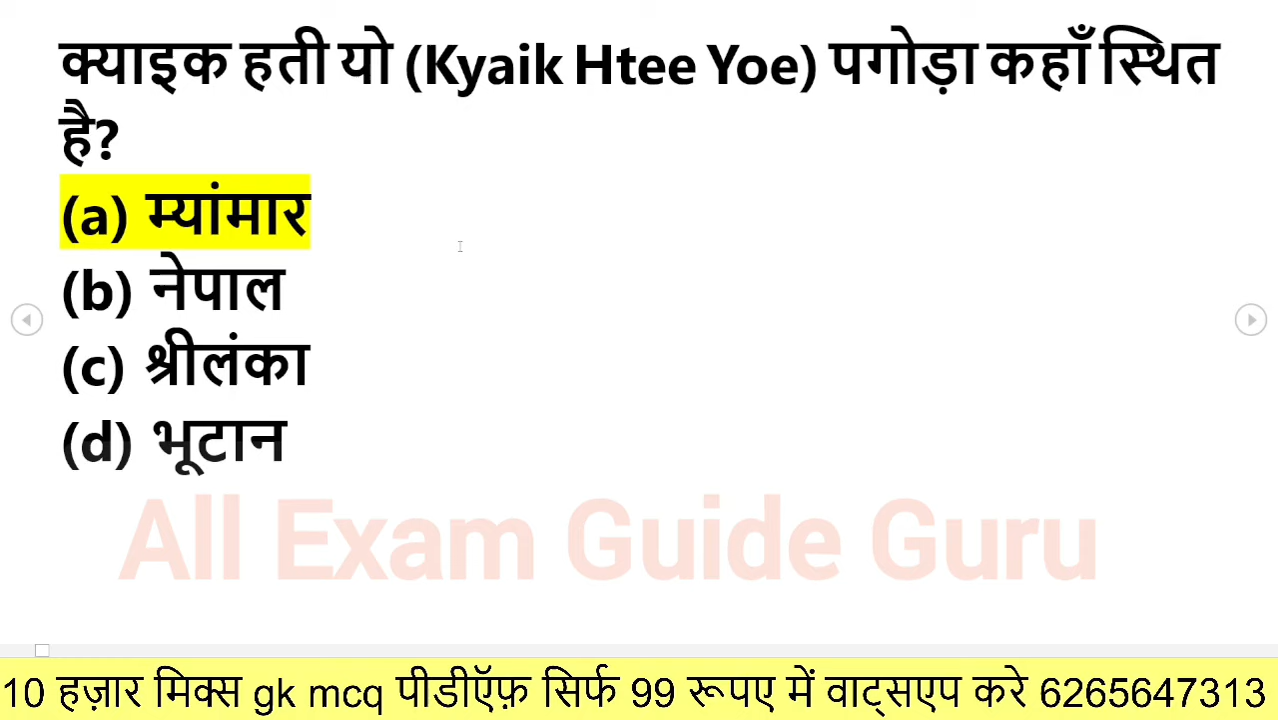 क्याइक हती यो (Kyaik Htee Yoe) पगोड़ा कहाँ स्थित
है?
(a) म्यांमार
(b) नेपाल
(c) श्रीलंका
(d) भूटान
All Exam Guide Guru
10 हज़ार मिक्स gk mcq पीडीऍफ़ सिर्फ 99 रूपए में वाट्सएप करे 6265647313